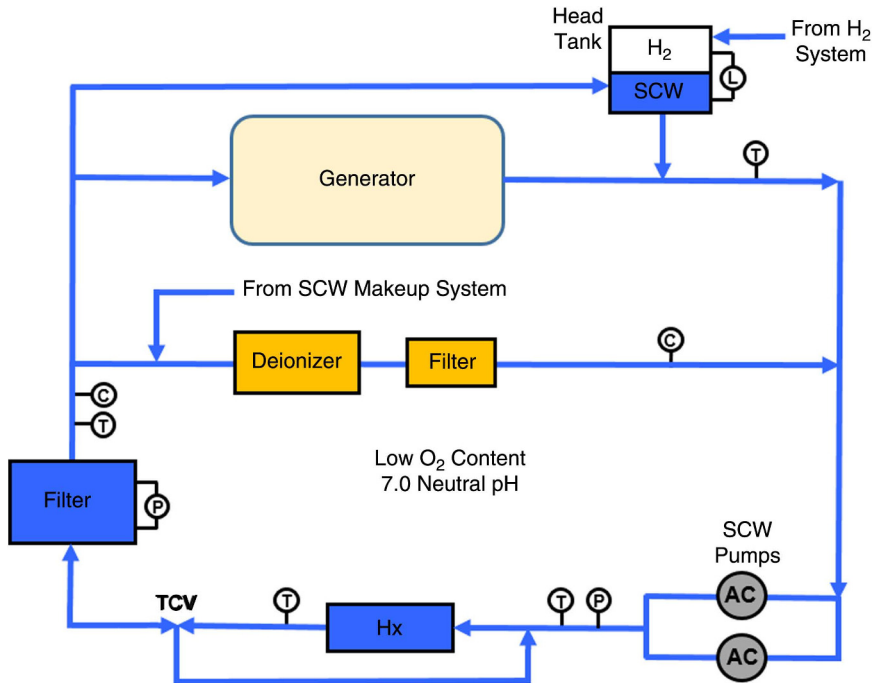 Head
Tank
H₂
From H₂
System
L
SCW
T
Generator
From SCW Makeup System
C
Deionizer
Filter
C
T
Low O₂ Content
7.0 Neutral pH
Filter
P
SCW
Pumps
AC
TCV
T
Hx
T
P
AC